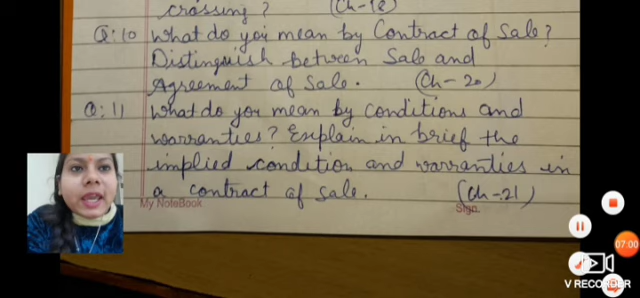 crossing? (Ch-18)
Q:10 What do you mean by Contract of Sale?
Distinguish between Sale and
Agreement of Sale. (Ch-20)
Q:11 What do you mean by conditions and
warranties? Explain in brief the
implied condition and warranties in
a contract of Sale. (Ch-21)
My NoteBook
Sign.
07:00
V RECORDER